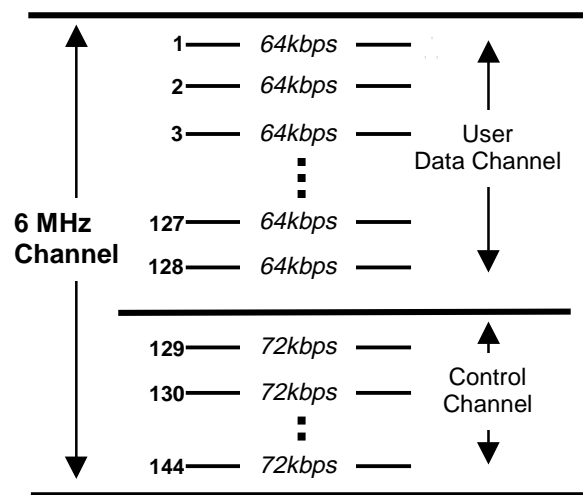 1 64kbps
2 64kbps
3 64kbps
User
Data Channel
6 MHz
Channel
127 64kbps
128 64kbps
129 72kbps
130 72kbps
Control
Channel
144 72kbps